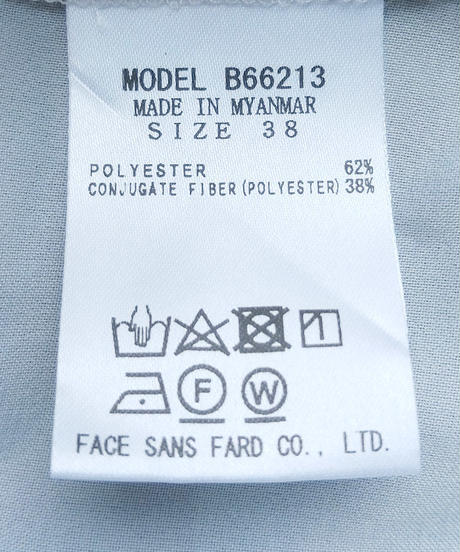 MODEL B66213
MADE IN MYANMAR
SIZE 38
POLYESTER 62%
CONJUGATE FIBER(POLYESTER) 38%
F W
FACE SANS FARD CO., LTD.